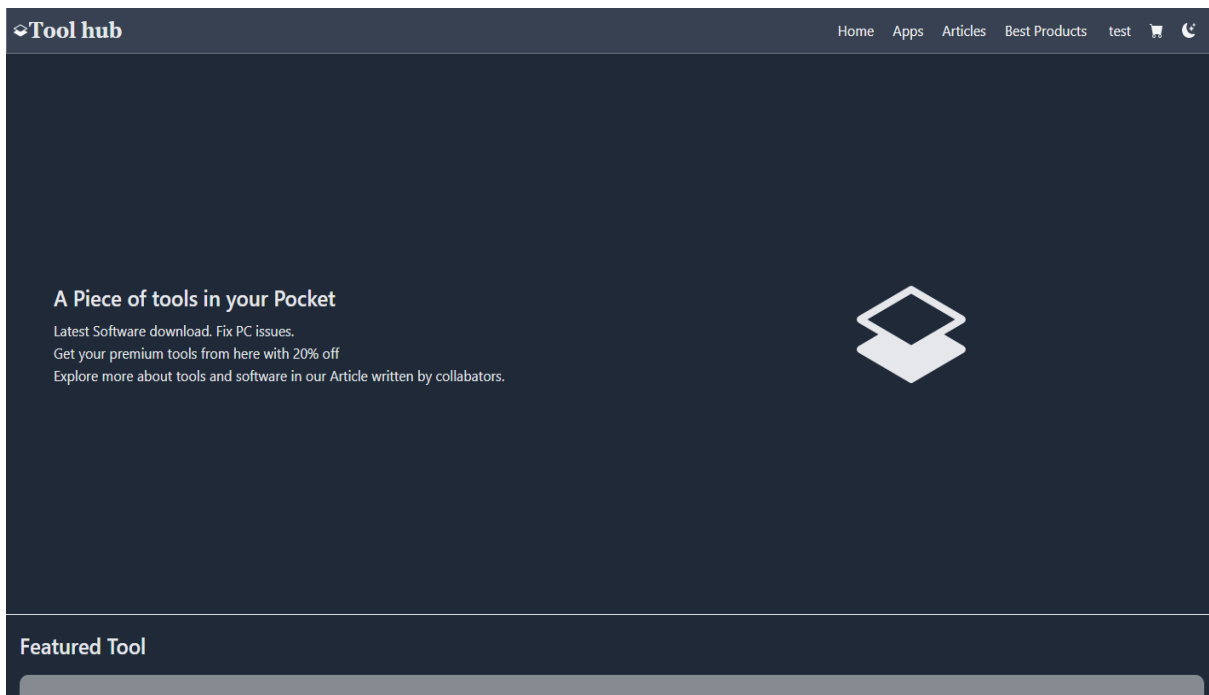 Tool hub
Home Apps Articles Best Products test
A Piece of tools in your Pocket
Latest Software download. Fix PC issues.
Get your premium tools from here with 20% off
Explore more about tools and software in our Article written by collabators.
Featured Tool